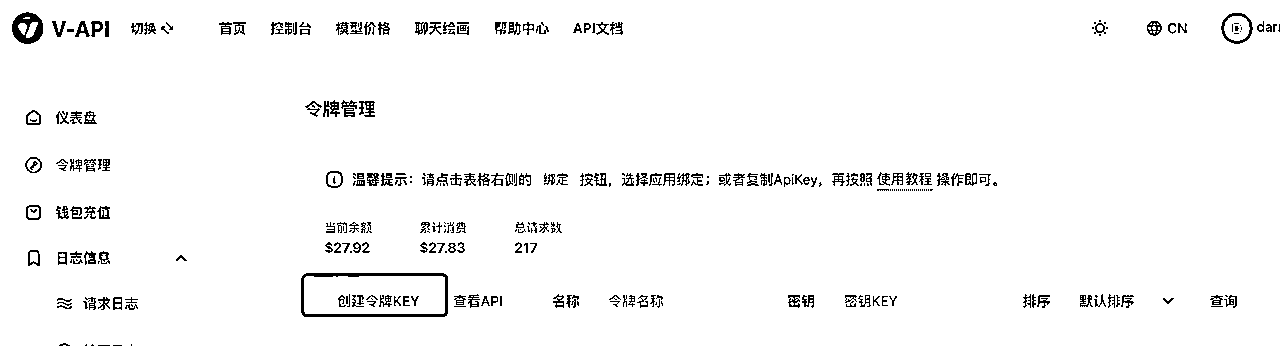 V-API 切换 首页 控制台 模型价格 聊天绘画 帮助中心 API文档 CN
仪表盘
令牌管理
钱包充值
日志信息
请求日志
令牌管理
温馨提示：请点击表格右侧的 绑定 按钮，选择应用绑定；或者复制ApiKey，再按照 使用教程 操作即可。
当前余额 累计消费 总请求数
$27.92 $27.83 217
创建令牌KEY 查看API 名称 令牌名称 密钥 密钥KEY 排序 默认排序 查询